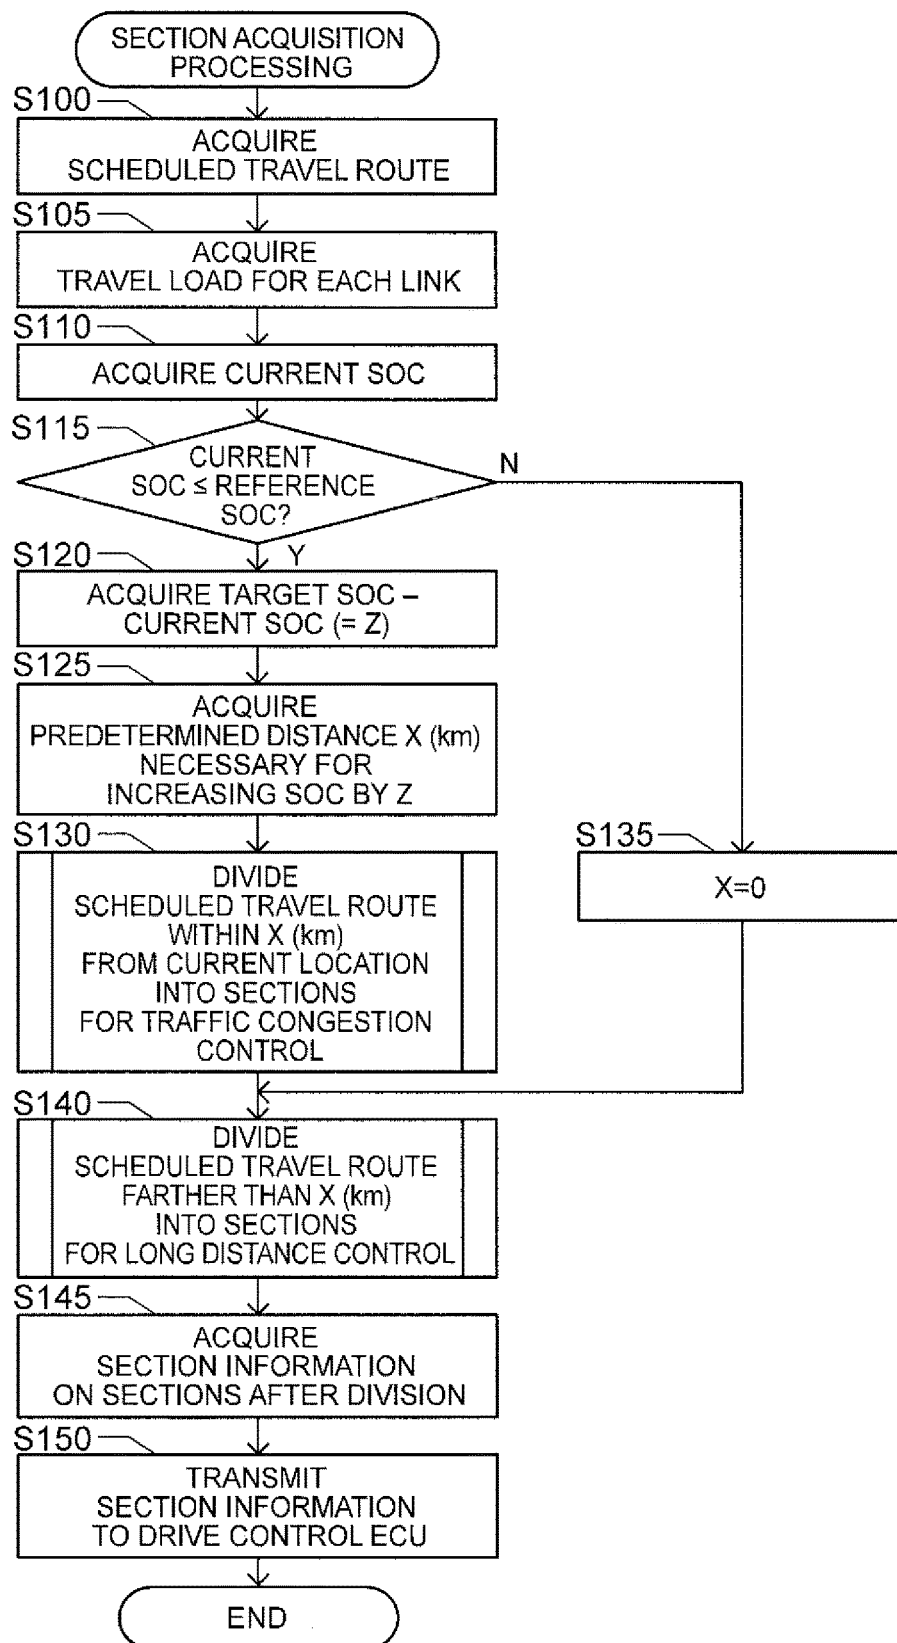 SECTION ACQUISITION
PROCESSING
S100
ACQUIRE
SCHEDULED TRAVEL ROUTE
S105
ACQUIRE
TRAVEL LOAD FOR EACH LINK
S110
ACQUIRE CURRENT SOC
S115
CURRENT
SOC ≤ REFERENCE
SOC?
N
Y
S120
ACQUIRE TARGET SOC –
CURRENT SOC (= Z)
S125
ACQUIRE
PREDETERMINED DISTANCE X (km)
NECESSARY FOR
INCREASING SOC BY Z
S130
DIVIDE
SCHEDULED TRAVEL ROUTE
WITHIN X (km)
FROM CURRENT LOCATION
INTO SECTIONS
FOR TRAFFIC CONGESTION
CONTROL
S135
X=0
S140
DIVIDE
SCHEDULED TRAVEL ROUTE
FARTHER THAN X (km)
INTO SECTIONS
FOR LONG DISTANCE CONTROL
S145
ACQUIRE
SECTION INFORMATION
ON SECTIONS AFTER DIVISION
S150
TRANSMIT
SECTION INFORMATION
TO DRIVE CONTROL ECU
END